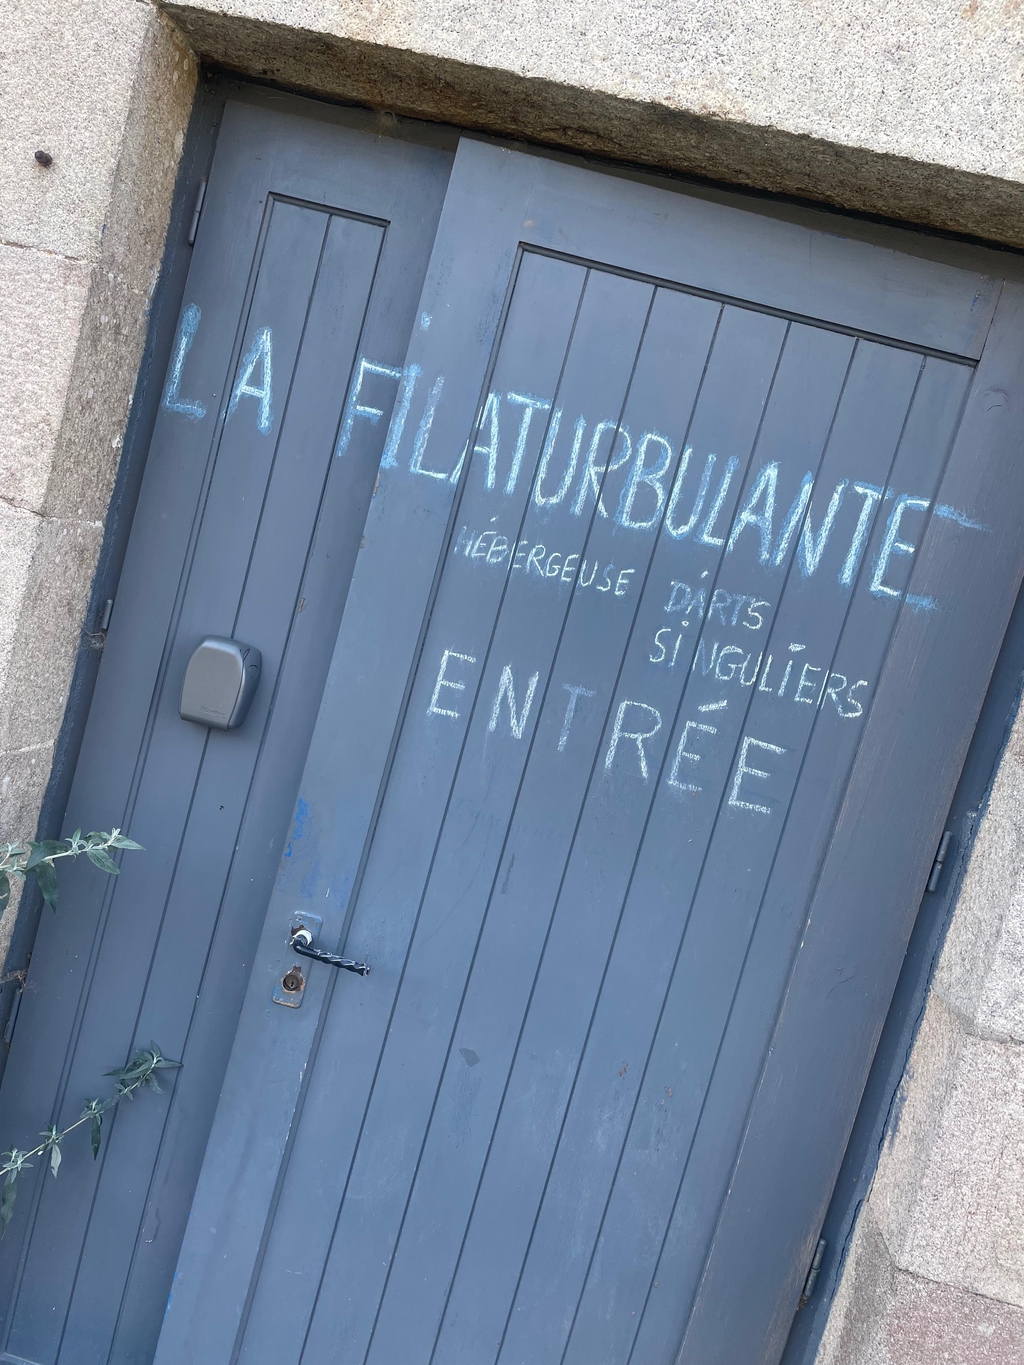 LA FILATURBULANTE
HÉBERGEUSE D'ARTS
SINGULIERS
ENTRÉE